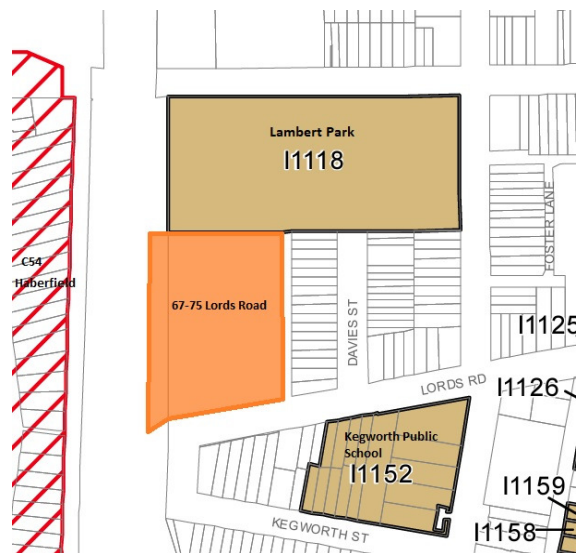 Lambert Park
I1118
C54
Haberfield
67-75 Lords Road
DAVIES ST
FOSTER LANE
I1125
LORDS RD
I1126
Kegworth Public
School
I1152
I1159
I1158
KEGWORTH ST